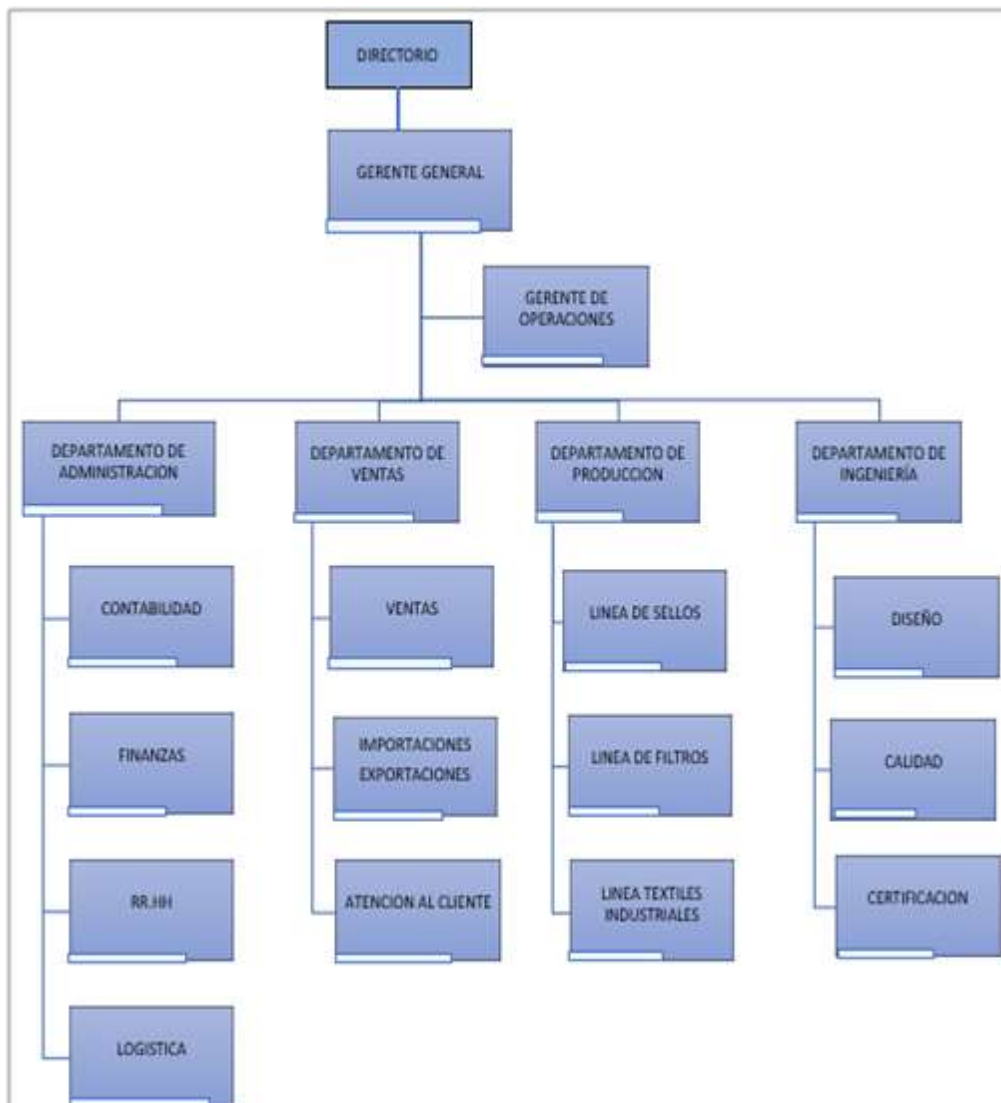 DIRECTORIO
GERENTE GENERAL
GERENTE DE
OPERACIONES
DEPARTAMENTO DE
ADMINISTRACION
DEPARTAMENTO DE
VENTAS
DEPARTAMENTO DE
PRODUCCION
DEPARTAMENTO DE
INGENIERÍA
CONTABILIDAD
VENTAS
LINEA DE SELLOS
DISEÑO
FINANZAS
IMPORTACIONES
EXPORTACIONES
LINEA DE FILTROS
CALIDAD
RR.HH
ATENCION AL CLIENTE
LINEA TEXTILES
INDUSTRIALES
CERTIFICACION
LOGISTICA